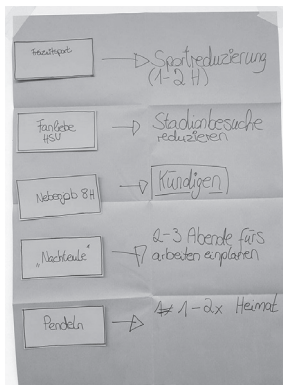 Freizeitsport
Sportreduzierung
(1-2 H)
Fanliebe
HSV
Stadionbesuche
reduzieren
Nebenjob 8H
Kündigen
„Nachteule"
2-3 Abende fürs
arbeiten einplanen
Pendeln
1-2x Heimat